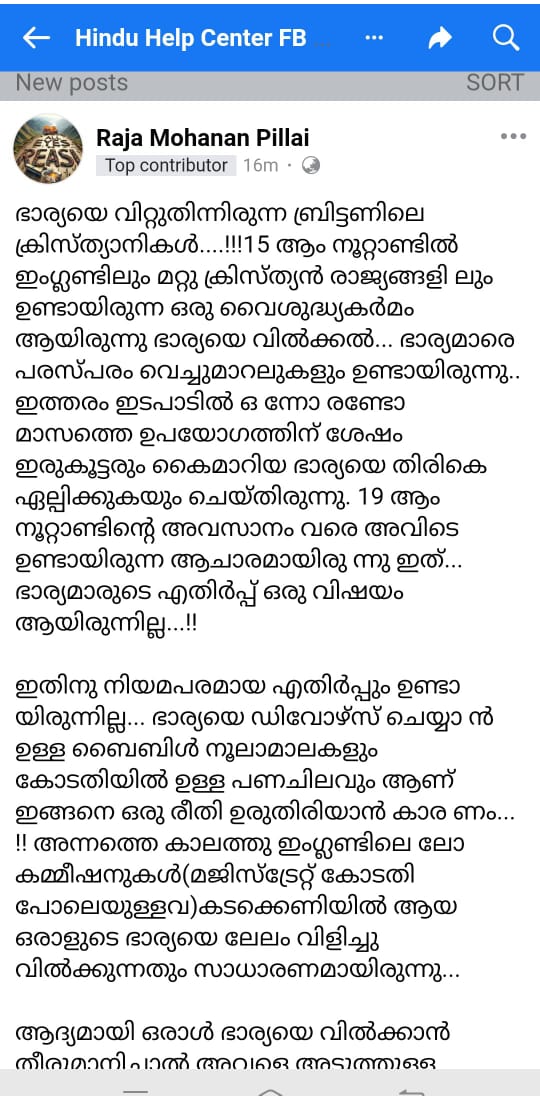 Hindu Help Center FB ...
New posts
SORT
Raja Mohanan Pillai
Top contributor 16m ·
ഭാര്യയെ വിറ്റുതിന്നിരുന്ന ബ്രിട്ടണിലെ
ക്രിസ്ത്യാനികൾ....!!!15 ആം നൂറ്റാണ്ടിൽ
ഇംഗ്ലണ്ടിലും മറ്റു ക്രിസ്ത്യൻ രാജ്യങ്ങളി ലും
ഉണ്ടായിരുന്ന ഒരു വൈശുദ്ധ്യകർമം
ആയിരുന്നു ഭാര്യയെ വിൽക്കൽ... ഭാര്യമാരെ
പരസ്പരം വെച്ചുമാറലുകളും ഉണ്ടായിരുന്നു..
ഇത്തരം ഇടപാടിൽ ഒ ന്നോ രണ്ടോ
മാസത്തെ ഉപയോഗത്തിന് ശേഷം
ഇരുകൂട്ടരും കൈമാറിയ ഭാര്യയെ തിരികെ
ഏല്പിക്കുകയും ചെയ്തിരുന്നു. 19 ആം
നൂറ്റാണ്ടിന്റെ അവസാനം വരെ അവിടെ
ഉണ്ടായിരുന്ന ആചാരമായിരു ന്നു ഇത്...
ഭാര്യമാരുടെ എതിർപ്പ് ഒരു വിഷയം
ആയിരുന്നില്ല...!!
ഇതിനു നിയമപരമായ എതിർപ്പും ഉണ്ടാ
യിരുന്നില്ല... ഭാര്യയെ ഡിവോഴ്സ് ചെയ്യാ ൻ
ഉള്ള ബൈബിൾ നൂലാമാലകളും
കോടതിയിൽ ഉള്ള പണചിലവും ആണ്
ഇങ്ങനെ ഒരു രീതി ഉരുതിരിയാൻ കാര ണം...
!! അന്നത്തെ കാലത്തു ഇംഗ്ലണ്ടിലെ ലോ
കമ്മീഷനുകൾ(മജിസ്ട്രേറ്റ് കോടതി
പോലെയുള്ളവ)കടക്കെണിയിൽ ആയ
ഒരാളുടെ ഭാര്യയെ ലേലം വിളിച്ചു
വിൽക്കുന്നതും സാധാരണമായിരുന്നു...
ആദ്യമായി ഒരാൾ ഭാര്യയെ വിൽക്കാൻ
തീരുമാനിച്ചാൽ അവളെ അടുത്തുള്ള